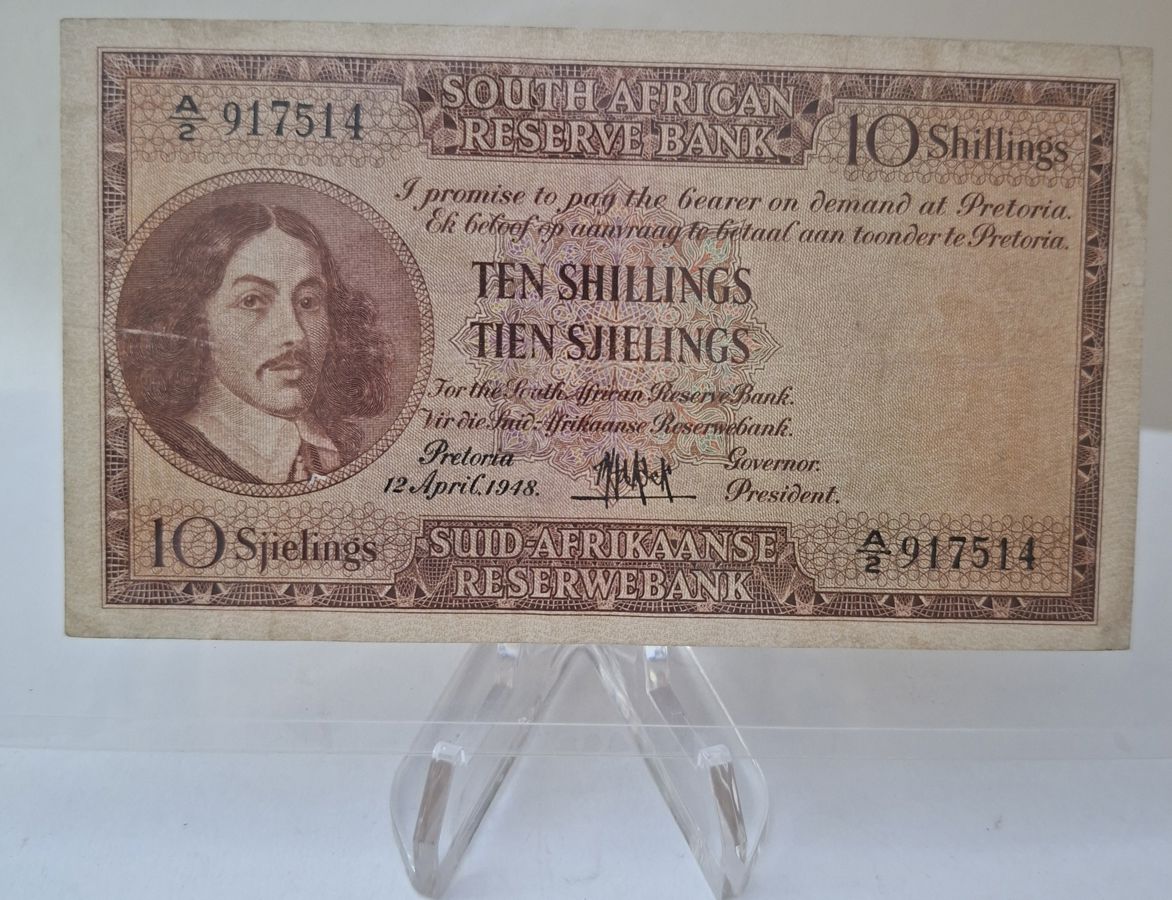 A/2 917514
SOUTH AFRICAN
RESERVE BANK
10 Shillings
I promise to pay the bearer on demand at Pretoria.
Ek beloof op aanvraag te betaal aan toonder te Pretoria.
TEN SHILLINGS
TIEN SJIELINGS
For the South African Reserve Bank.
Vir die Suid-Afrikaanse Reserwebank.
Pretoria
12 April.1948.
Governor.
President.
10 Sjielings
SUID-AFRIKAANSE
RESERWEBANK
A/2 917514